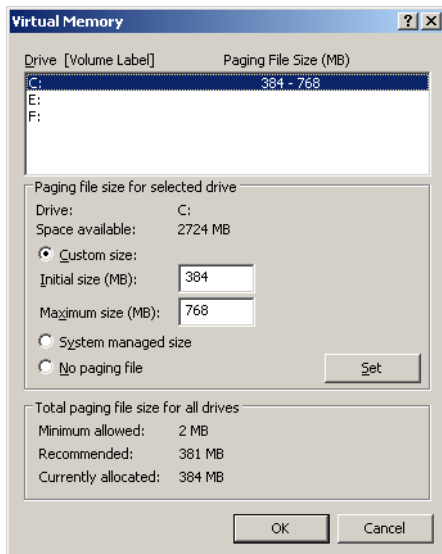 Virtual Memory
Drive [Volume Label] Paging File Size (MB)
C: 384 - 768
E:
F:
Paging file size for selected drive
Drive: C:
Space available: 2724 MB
Custom size:
Initial size (MB): 384
Maximum size (MB): 768
System managed size
No paging file Set
Total paging file size for all drives
Minimum allowed: 2 MB
Recommended: 381 MB
Currently allocated: 384 MB
OK Cancel